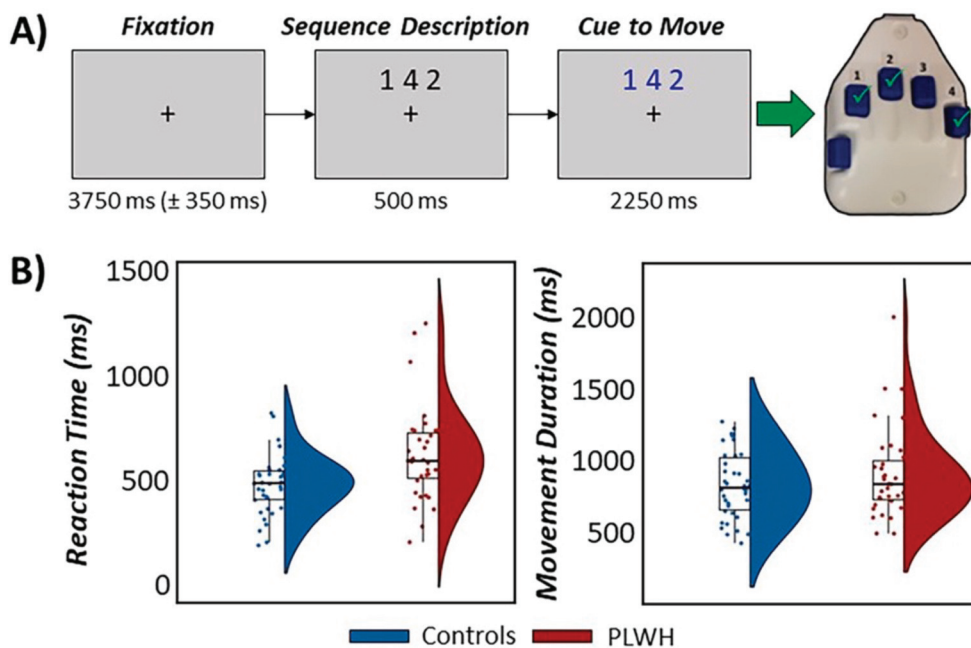 A)
Fixation
Sequence Description
Cue to Move
+
1 4 2
+
1 4 2
+
1
2
3
4
3750 ms (± 350 ms)
500 ms
2250 ms
B)
Reaction Time (ms)
1500
1000
500
0
Movement Duration (ms)
2000
1500
1000
500
Controls
PLWH